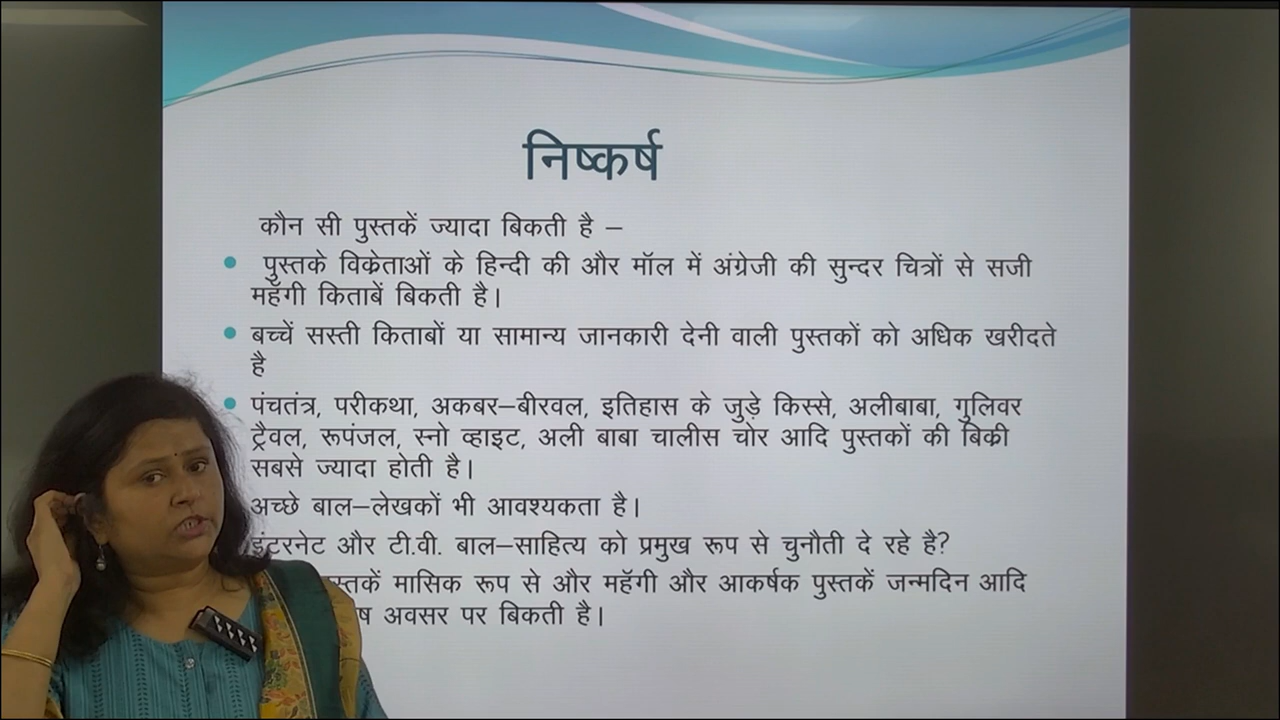 निष्कर्ष
कौन सी पुस्तकें ज्यादा बिकती है –
पुस्तके विक्रेताओं के हिन्दी की और मॉल में अंग्रेजी की सुन्दर चित्रों से सजी
महॅगी किताबें बिकती है।
बच्चें सस्ती किताबों या सामान्य जानकारी देनी वाली पुस्तकों को अधिक खरीदते
है
पंचतंत्र, परीकथा, अकबर–बीरवल, इतिहास के जुड़े किस्से, अलीबाबा, गुलिवर
ट्रैवल, रूपंजल, स्नो व्हाइट, अली बाबा चालीस चोर आदि पुस्तकों की बिक्री
सबसे ज्यादा होती है।
अच्छे बाल–लेखकों भी आवश्यकता है।
इंटरनेट और टी.वी. बाल–साहित्य को प्रमुख रूप से चुनौती दे रहे है?
स्तकें मासिक रूप से और महॅगी और आकर्षक पुस्तकें जन्मदिन आदि
ष अवसर पर बिकती है।